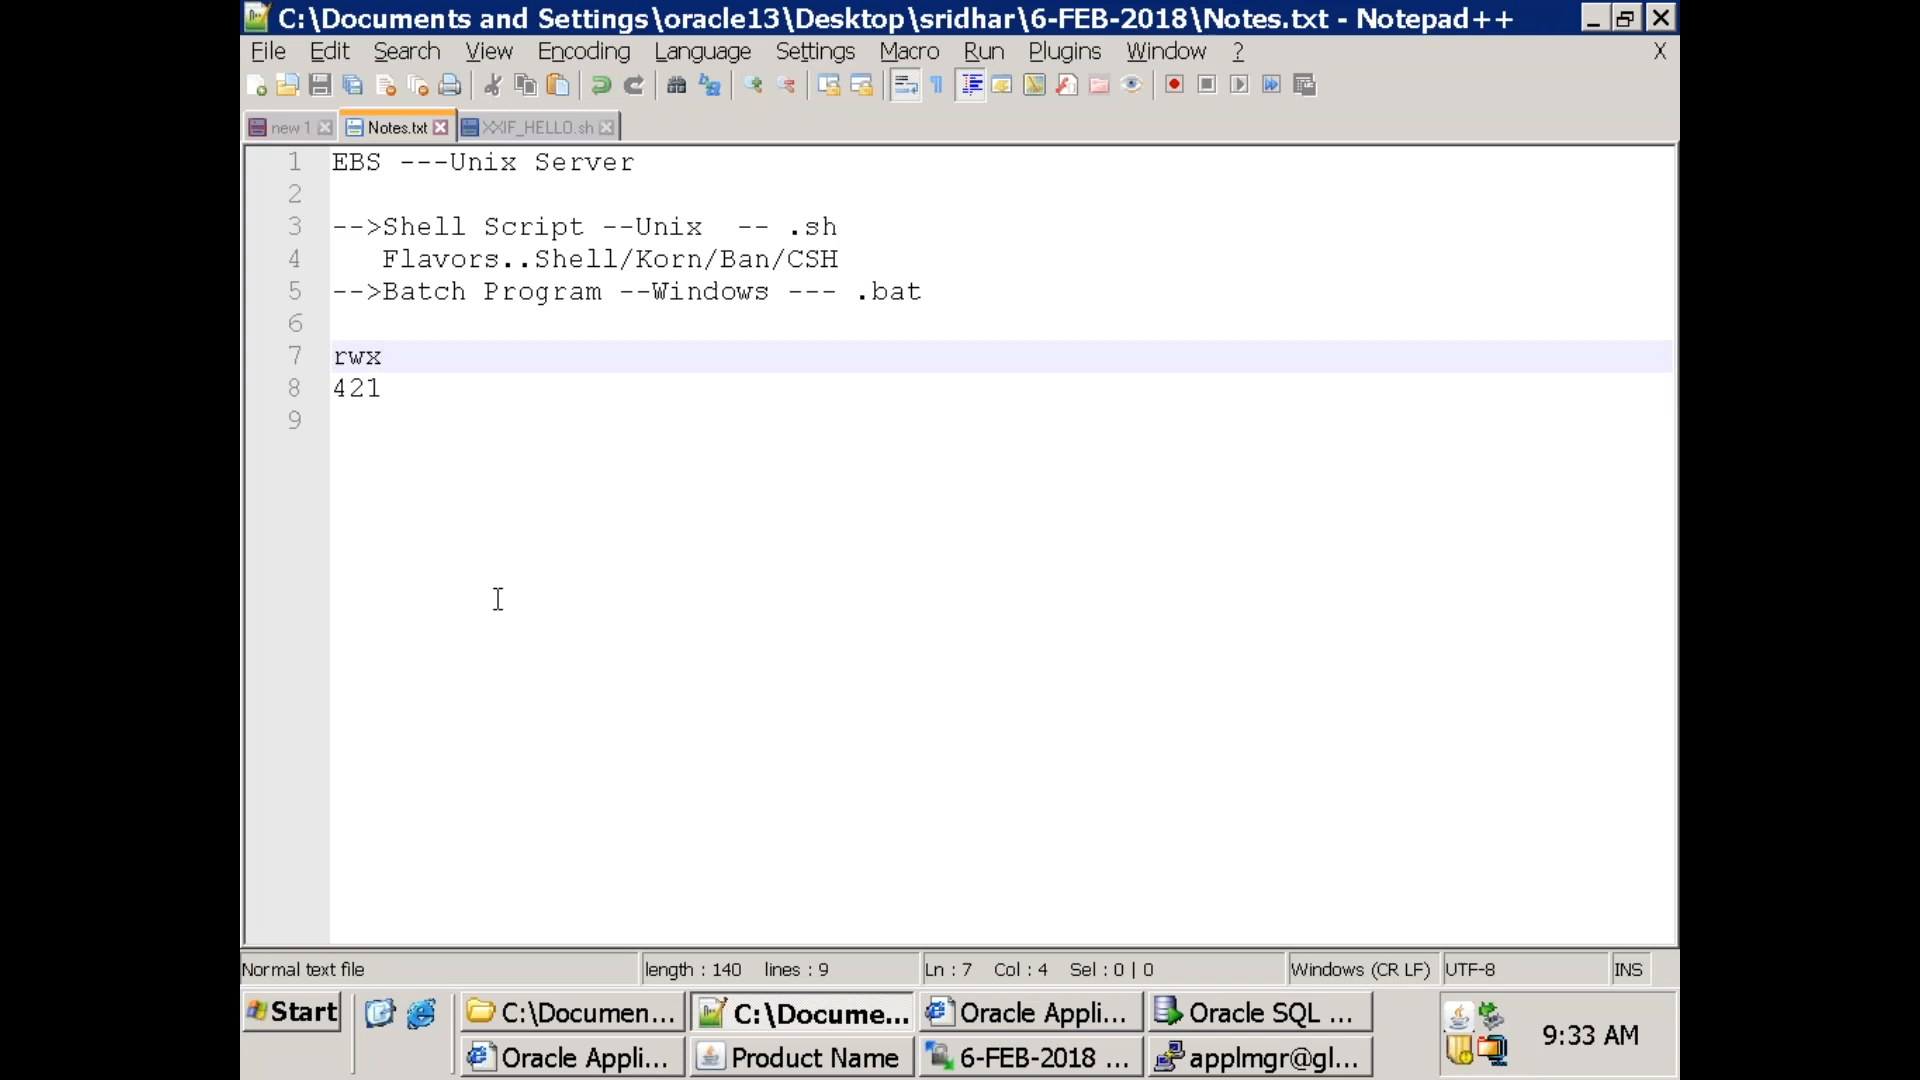 C:\Documents and Settings\oracle13\Desktop\sridhar\6-FEB-2018\Notes.txt - Notepad++
File Edit Search View Encoding Language Settings Macro Run Plugins Window ? X
new 1 Notes.txt XXIF_HELLO.sh
1 EBS ---Unix Server
2
3 -->Shell Script --Unix -- .sh
4 Flavors..Shell/Korn/Ban/CSH
5 -->Batch Program --Windows --- .bat
6
7 rwx
8 421
9
Normal text file length : 140 lines : 9 Ln : 7 Col : 4 Sel : 0 | 0 Windows (CR LF) UTF-8 INS
Start C:\Documen... C:\Docume... Oracle Appli... Oracle SQL ...
Oracle Appli... Product Name 6-FEB-2018 ... applmgr@gl... 9:33 AM